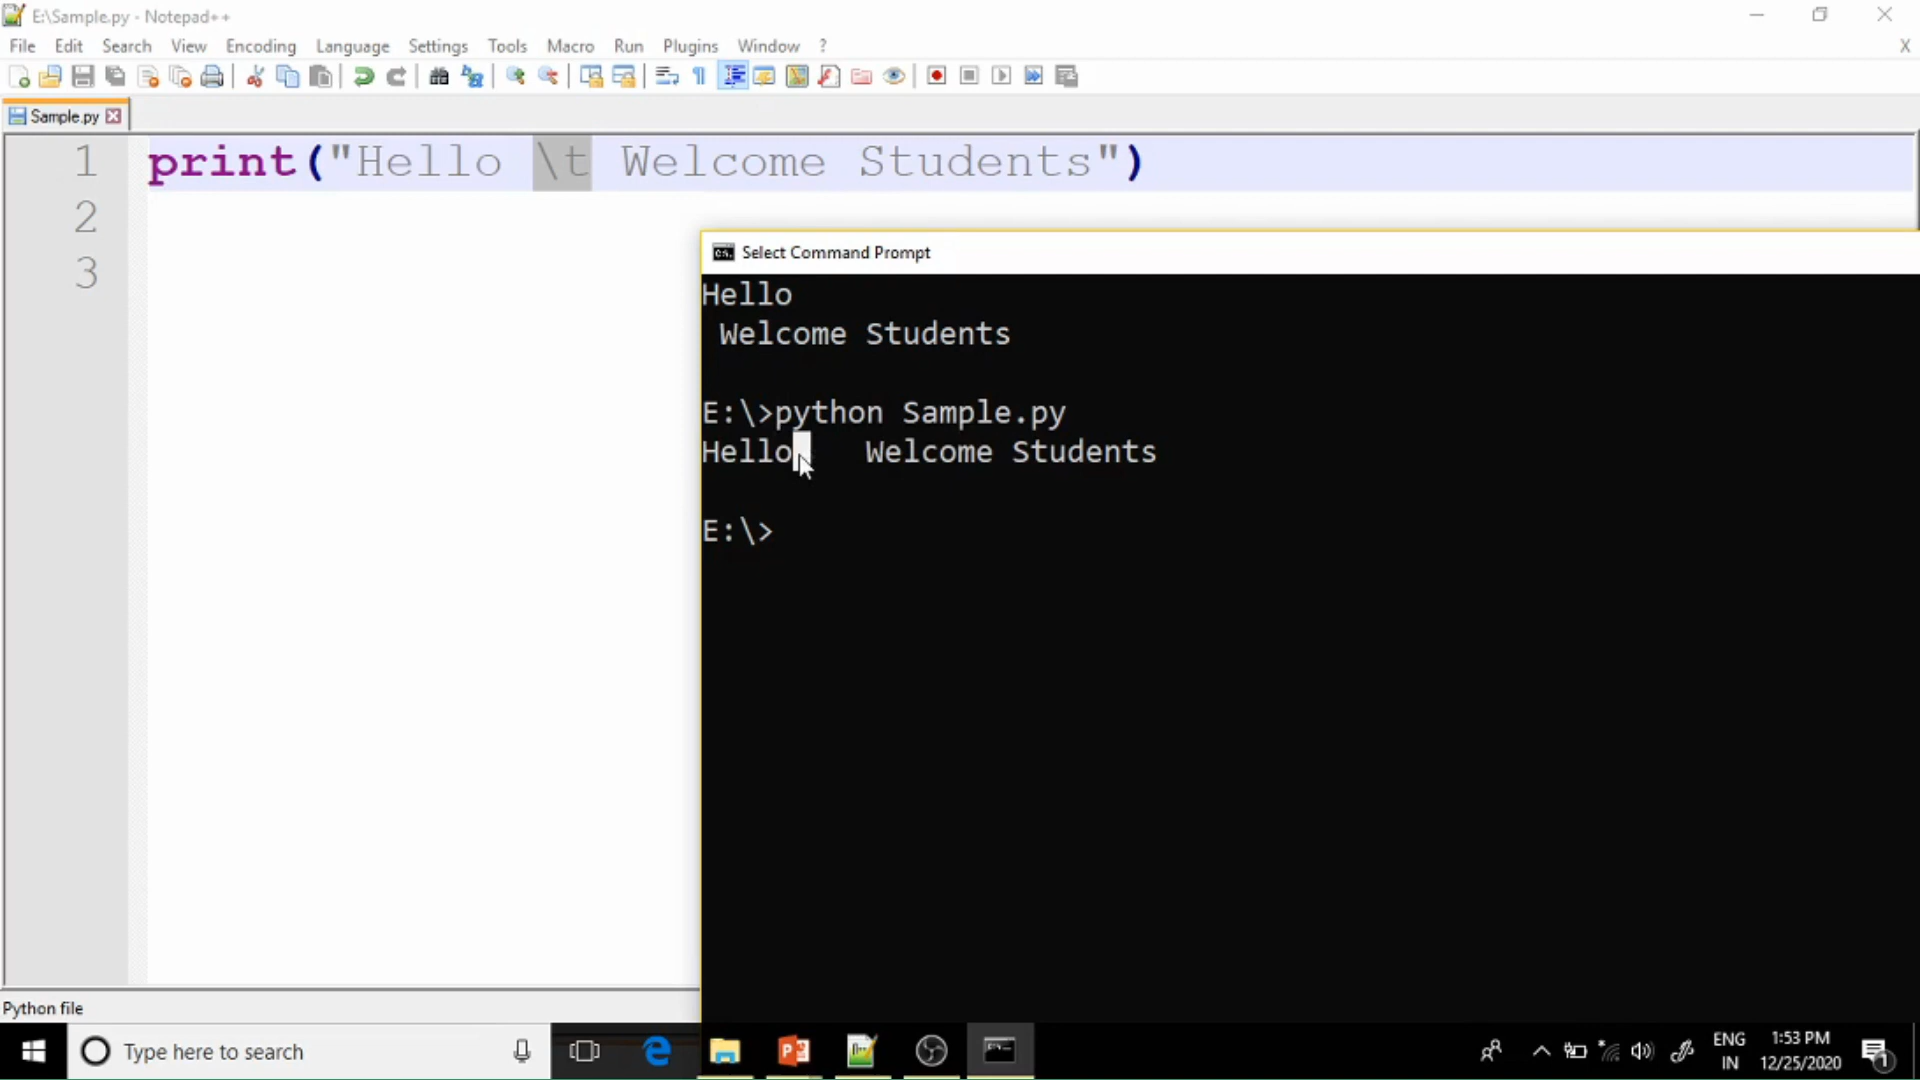 E:\Sample.py - Notepad++
File Edit Search View Encoding Language Settings Tools Macro Run Plugins Window ? X
Sample.py
1 print("Hello \t Welcome Students")
2
3
Select Command Prompt
Hello
 Welcome Students
E:\>python Sample.py
Hello    Welcome Students
E:\>
Python file
Type here to search
ENG
IN
1:53 PM
12/25/2020
1